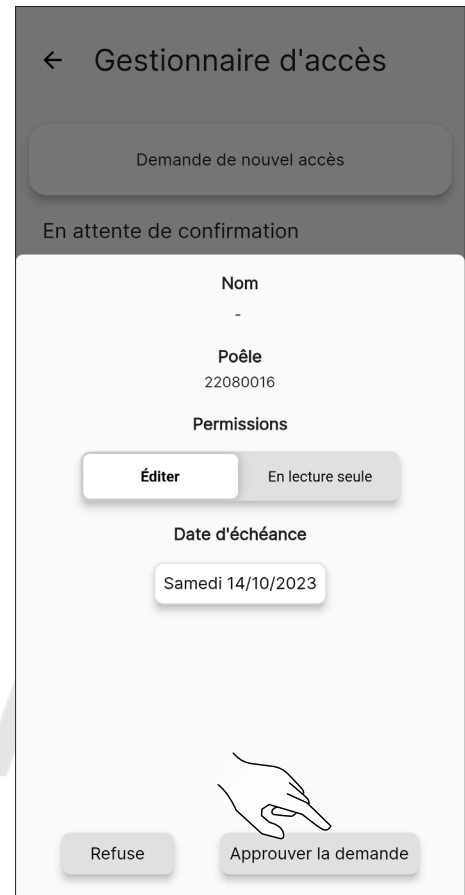 Gestionnaire d'accès
Demande de nouvel accès
En attente de confirmation
Nom
-
Poêle
22080016
Permissions
Éditer
En lecture seule
Date d'échéance
Samedi 14/10/2023
Refuse
Approuver la demande